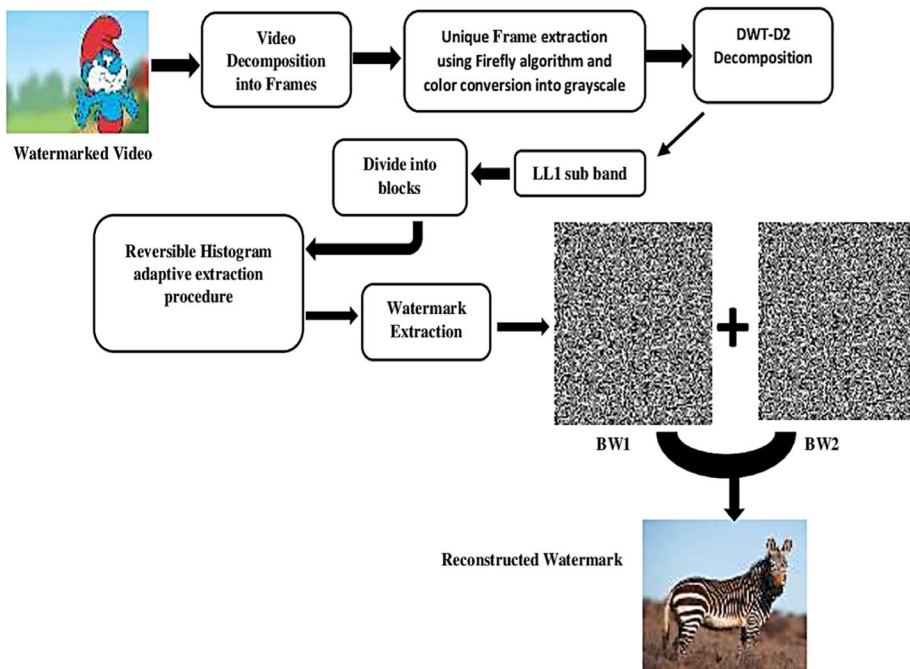 Watermarked Video
Video
Decomposition
into Frames
Unique Frame extraction
using Firefly algorithm and
color conversion into grayscale
DWT-D2
Decomposition
LL1 sub band
Divide into
blocks
Reversible Histogram
adaptive extraction
procedure
Watermark
Extraction
+
BW1
BW2
Reconstructed Watermark